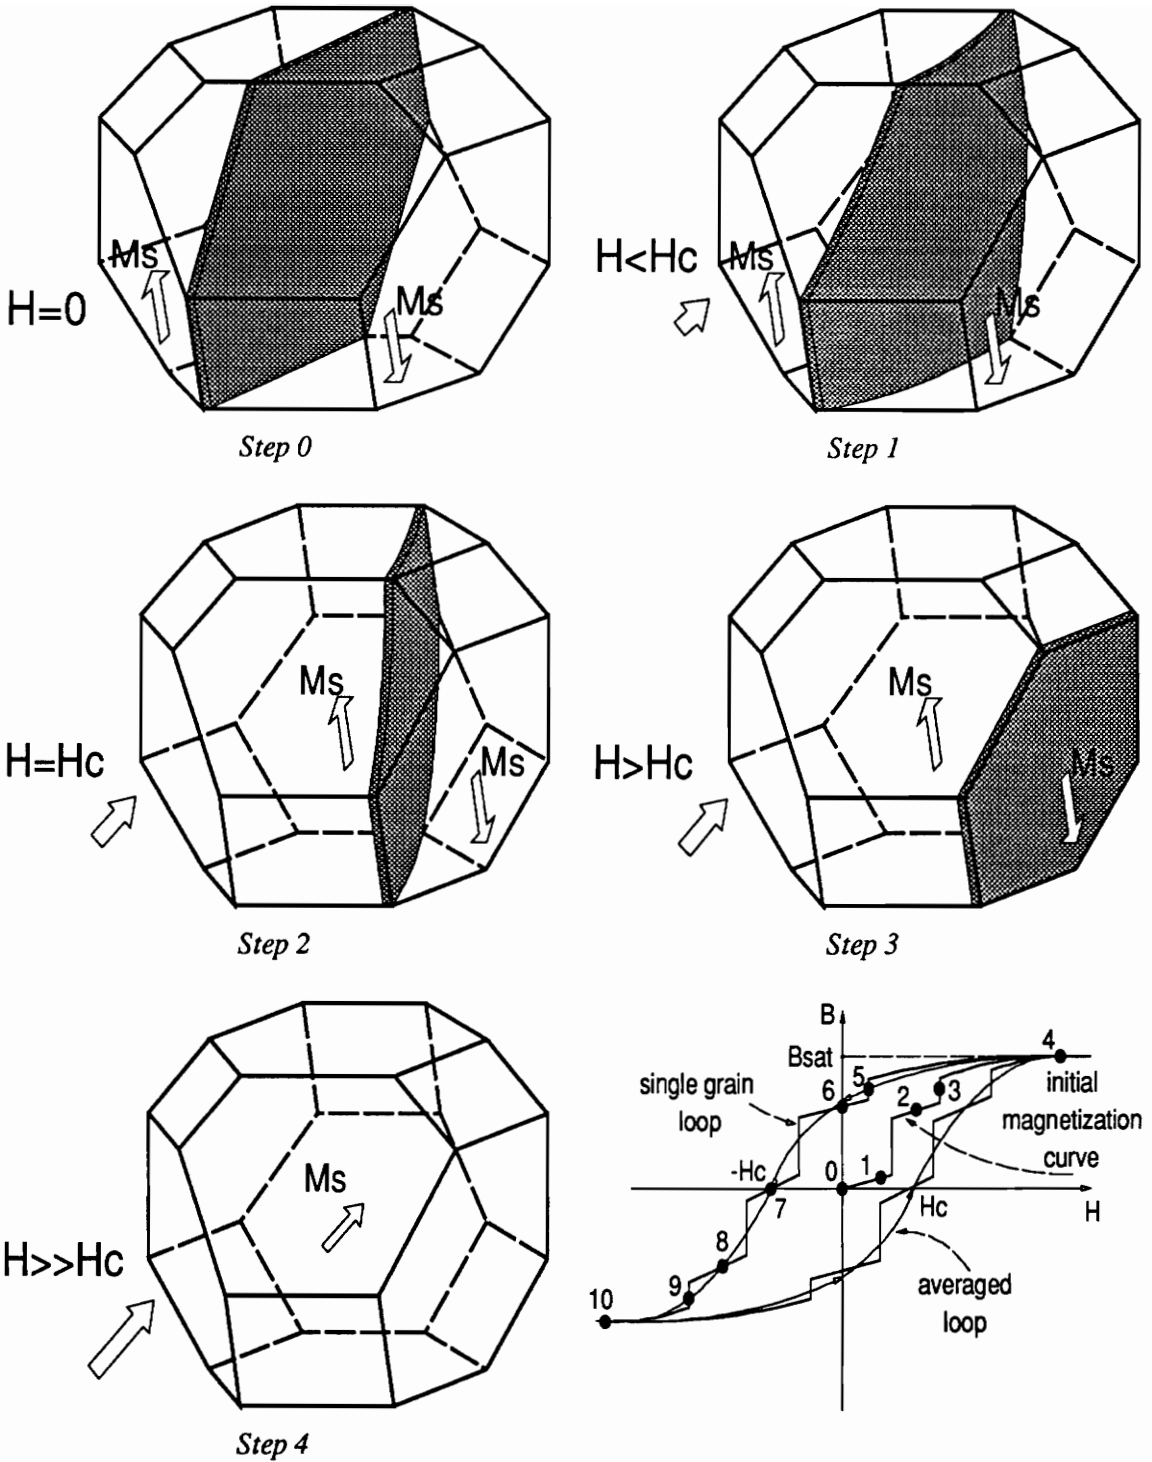 Ms
H=0
Ms
Step 0
H<Hc
Ms
Ms
Step 1
Ms
H=Hc
Ms
Step 2
Ms
H>Hc
Ms
Step 3
Ms
H>>Hc
Step 4
B
Bsat
4
single grain
loop
6
5
2
3
initial
magnetization
curve
-Hc
0
1
7
Hc
H
8
9
10
averaged
loop